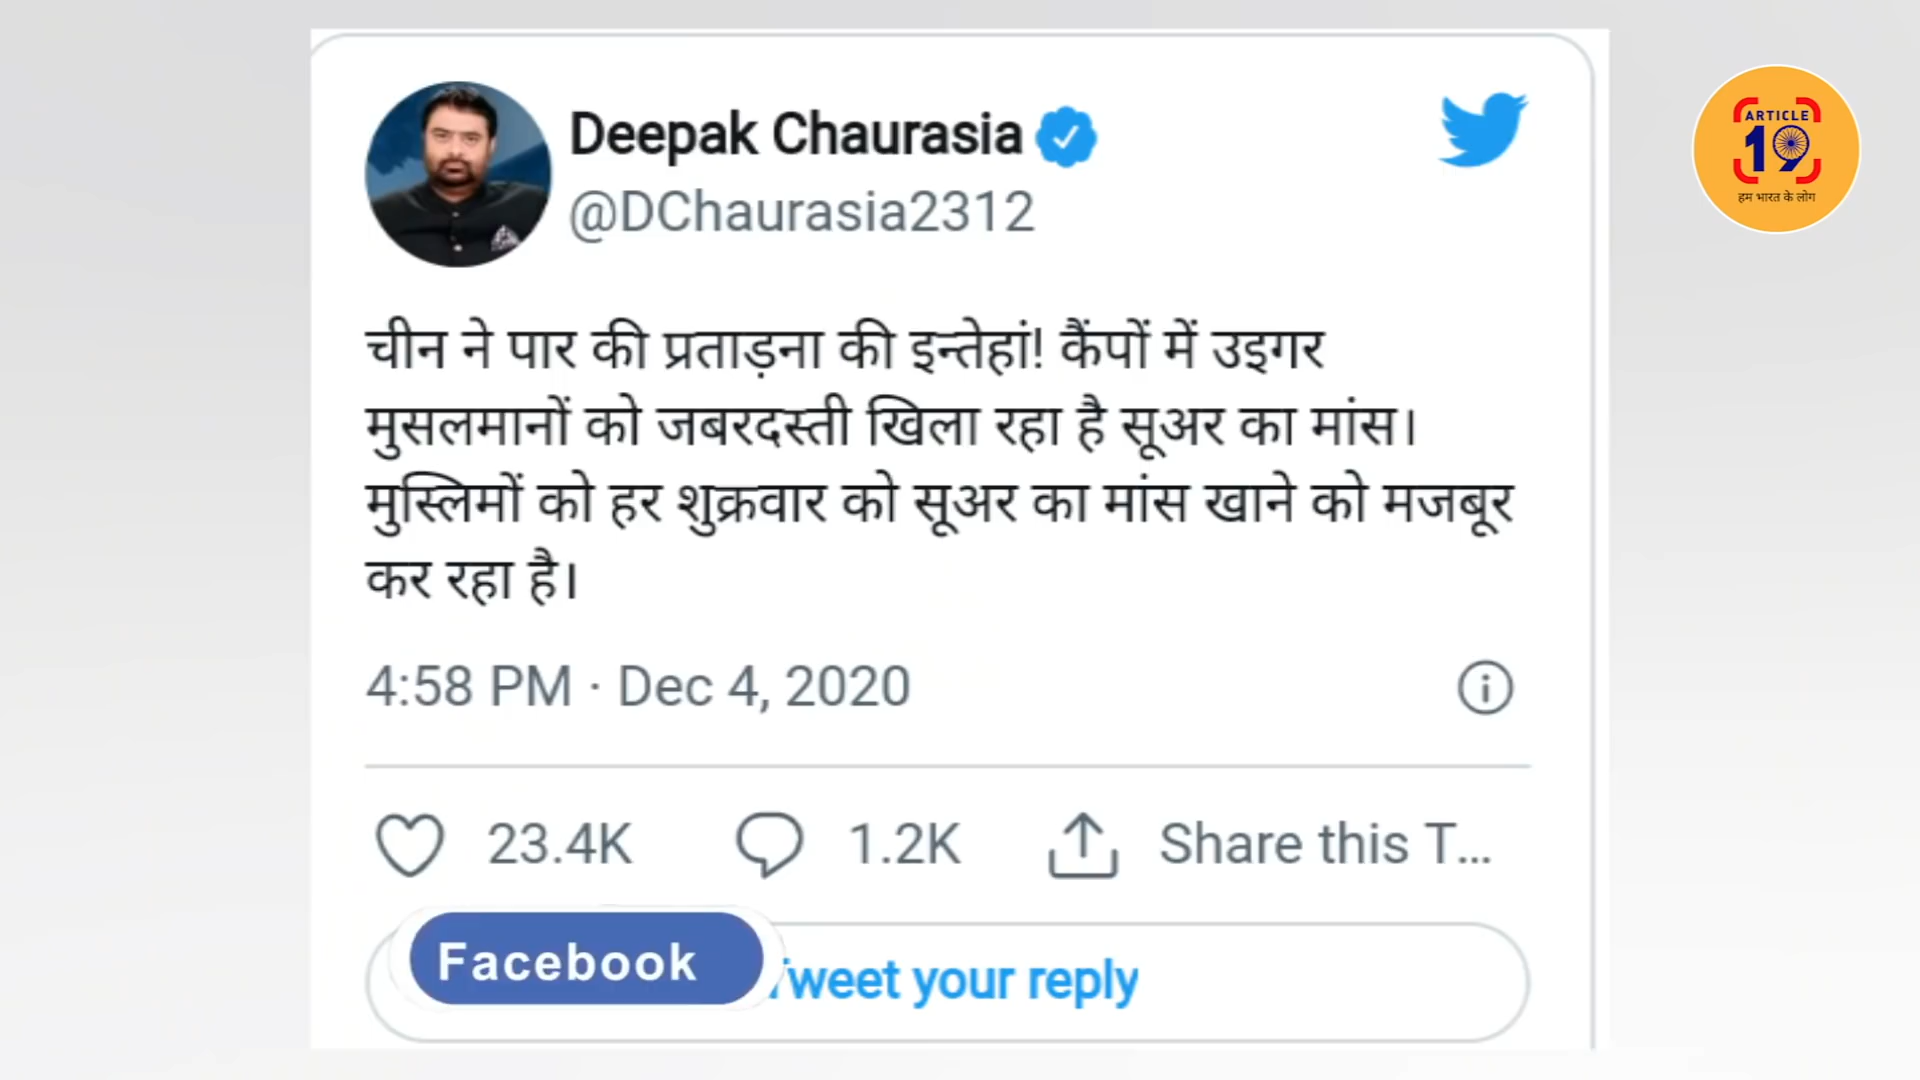 Deepak Chaurasia
@DChaurasia2312
ARTICLE
19
हम भारत के लोग
चीन ने पार की प्रताड़ना की इन्तेहां! कैंपों में उइगर
मुसलमानों को जबरदस्ती खिला रहा है सूअर का मांस।
मुस्लिमों को हर शुक्रवार को सूअर का मांस खाने को मजबूर
कर रहा है।
4:58 PM · Dec 4, 2020
23.4K 1.2K Share this T...
Facebook
Tweet your reply